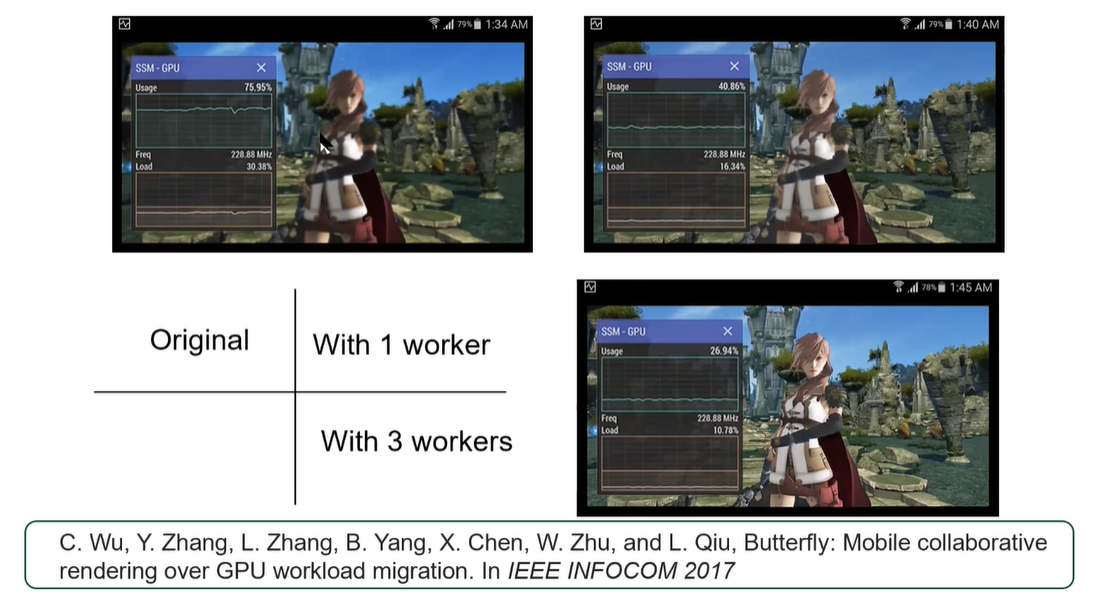 79% 1:34 AM
SSM - GPU
Usage 75.95%
Freq 228.88 MHz
Load 30.38%
79% 1:40 AM
SSM - GPU
Usage 40.86%
Freq 228.88 MHz
Load 16.34%
Original
With 1 worker
With 3 workers
78% 1:45 AM
SSM - GPU
Usage 26.94%
Freq 228.88 MHz
Load 10.78%
C. Wu, Y. Zhang, L. Zhang, B. Yang, X. Chen, W. Zhu, and L. Qiu, Butterfly: Mobile collaborative
rendering over GPU workload migration. In IEEE INFOCOM 2017